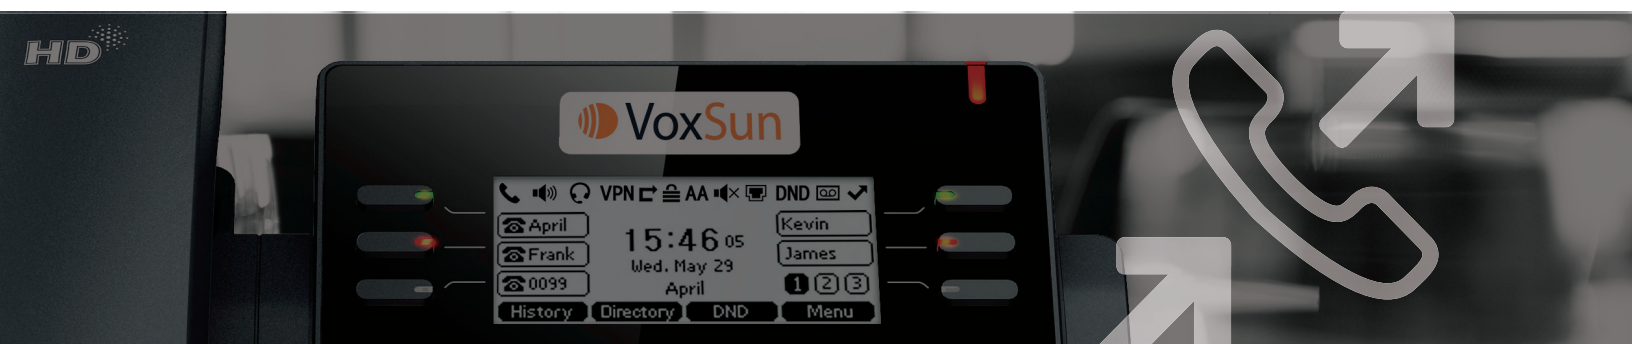 HD
VoxSun
VPN AA DND
April
Frank
0099
15:46 05
Wed. May 29
April
Kevin
James
1 2 3
History Directory DND Menu